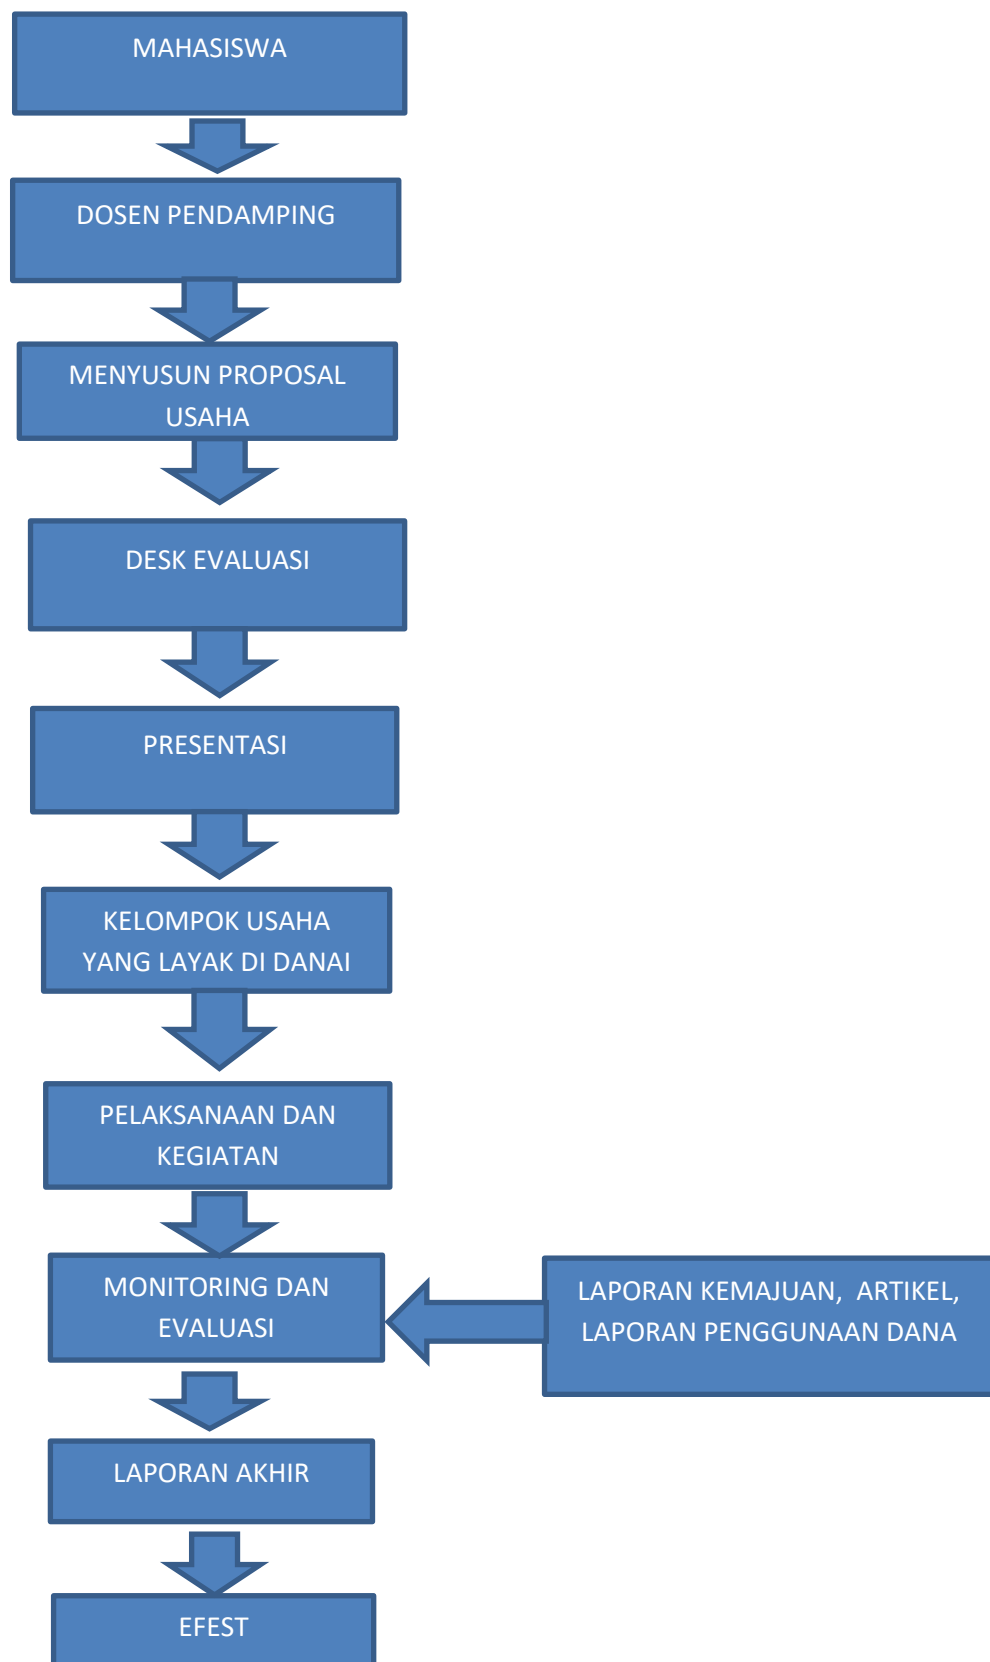 MAHASISWA
DOSEN PENDAMPING
MENYUSUN PROPOSAL
USAHA
DESK EVALUASI
PRESENTASI
KELOMPOK USAHA
YANG LAYAK DI DANAI
PELAKSANAAN DAN
KEGIATAN
MONITORING DAN
EVALUASI
LAPORAN KEMAJUAN, ARTIKEL,
LAPORAN PENGGUNAAN DANA
LAPORAN AKHIR
EFEST